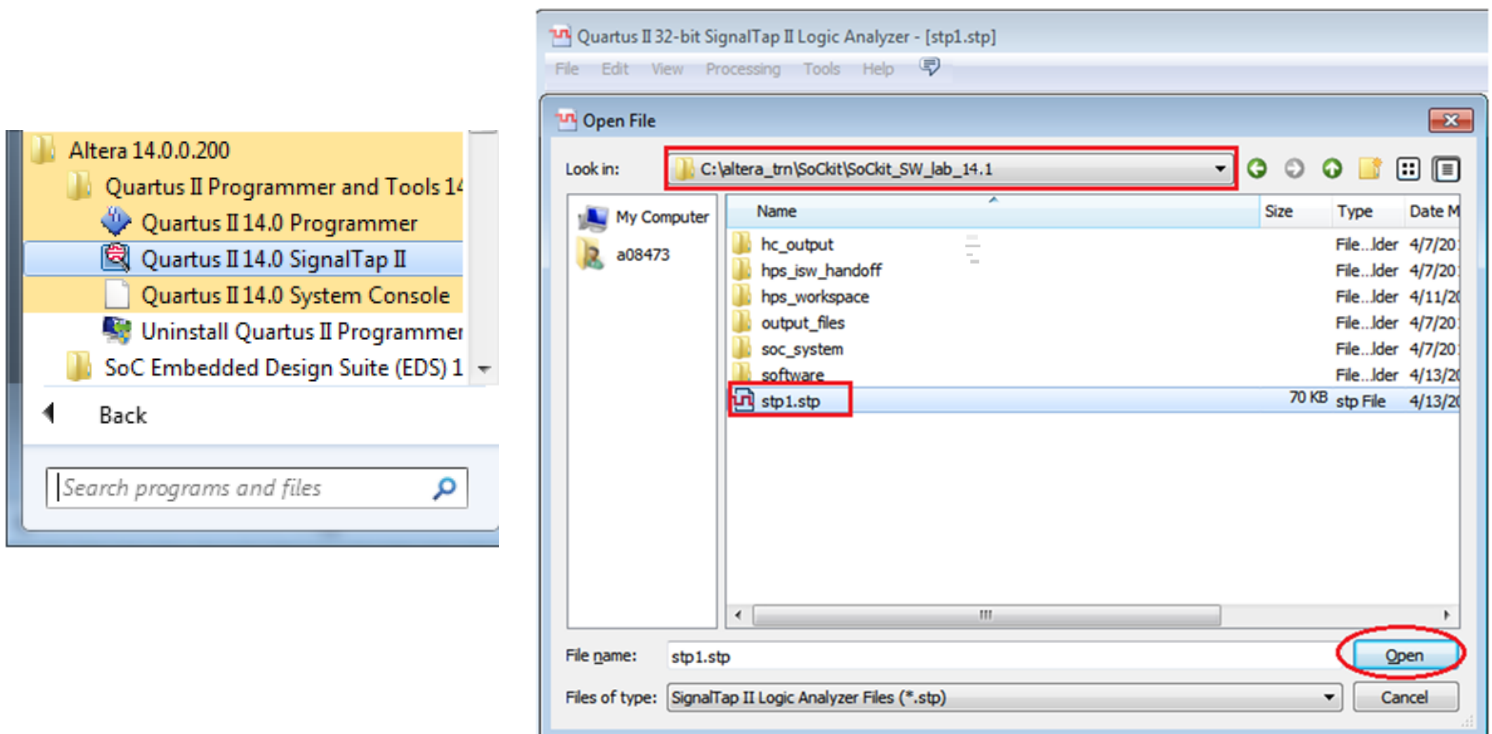 Altera 14.0.0.200
Quartus II Programmer and Tools 14
Quartus II 14.0 Programmer
Quartus II 14.0 SignalTap II
Quartus II 14.0 System Console
Uninstall Quartus II Programmer
SoC Embedded Design Suite (EDS) 1
Back
Search programs and files
Quartus II 32-bit SignalTap II Logic Analyzer - [stp1.stp]
File Edit View Processing Tools Help
Open File
Look in: C:\altera_trn\SoCkit\SoCkit_SW_lab_14.1
My Computer
a08473
Name Size Type Date M
hc_output File...lder 4/7/20
hps_isw_handoff File...lder 4/7/20
hps_workspace File...lder 4/11/20
output_files File...lder 4/7/20
soc_system File...lder 4/7/20
software File...lder 4/13/20
stp1.stp 70 KB stp File 4/13/20
File name: stp1.stp
Open
Files of type: SignalTap II Logic Analyzer Files (*.stp)
Cancel